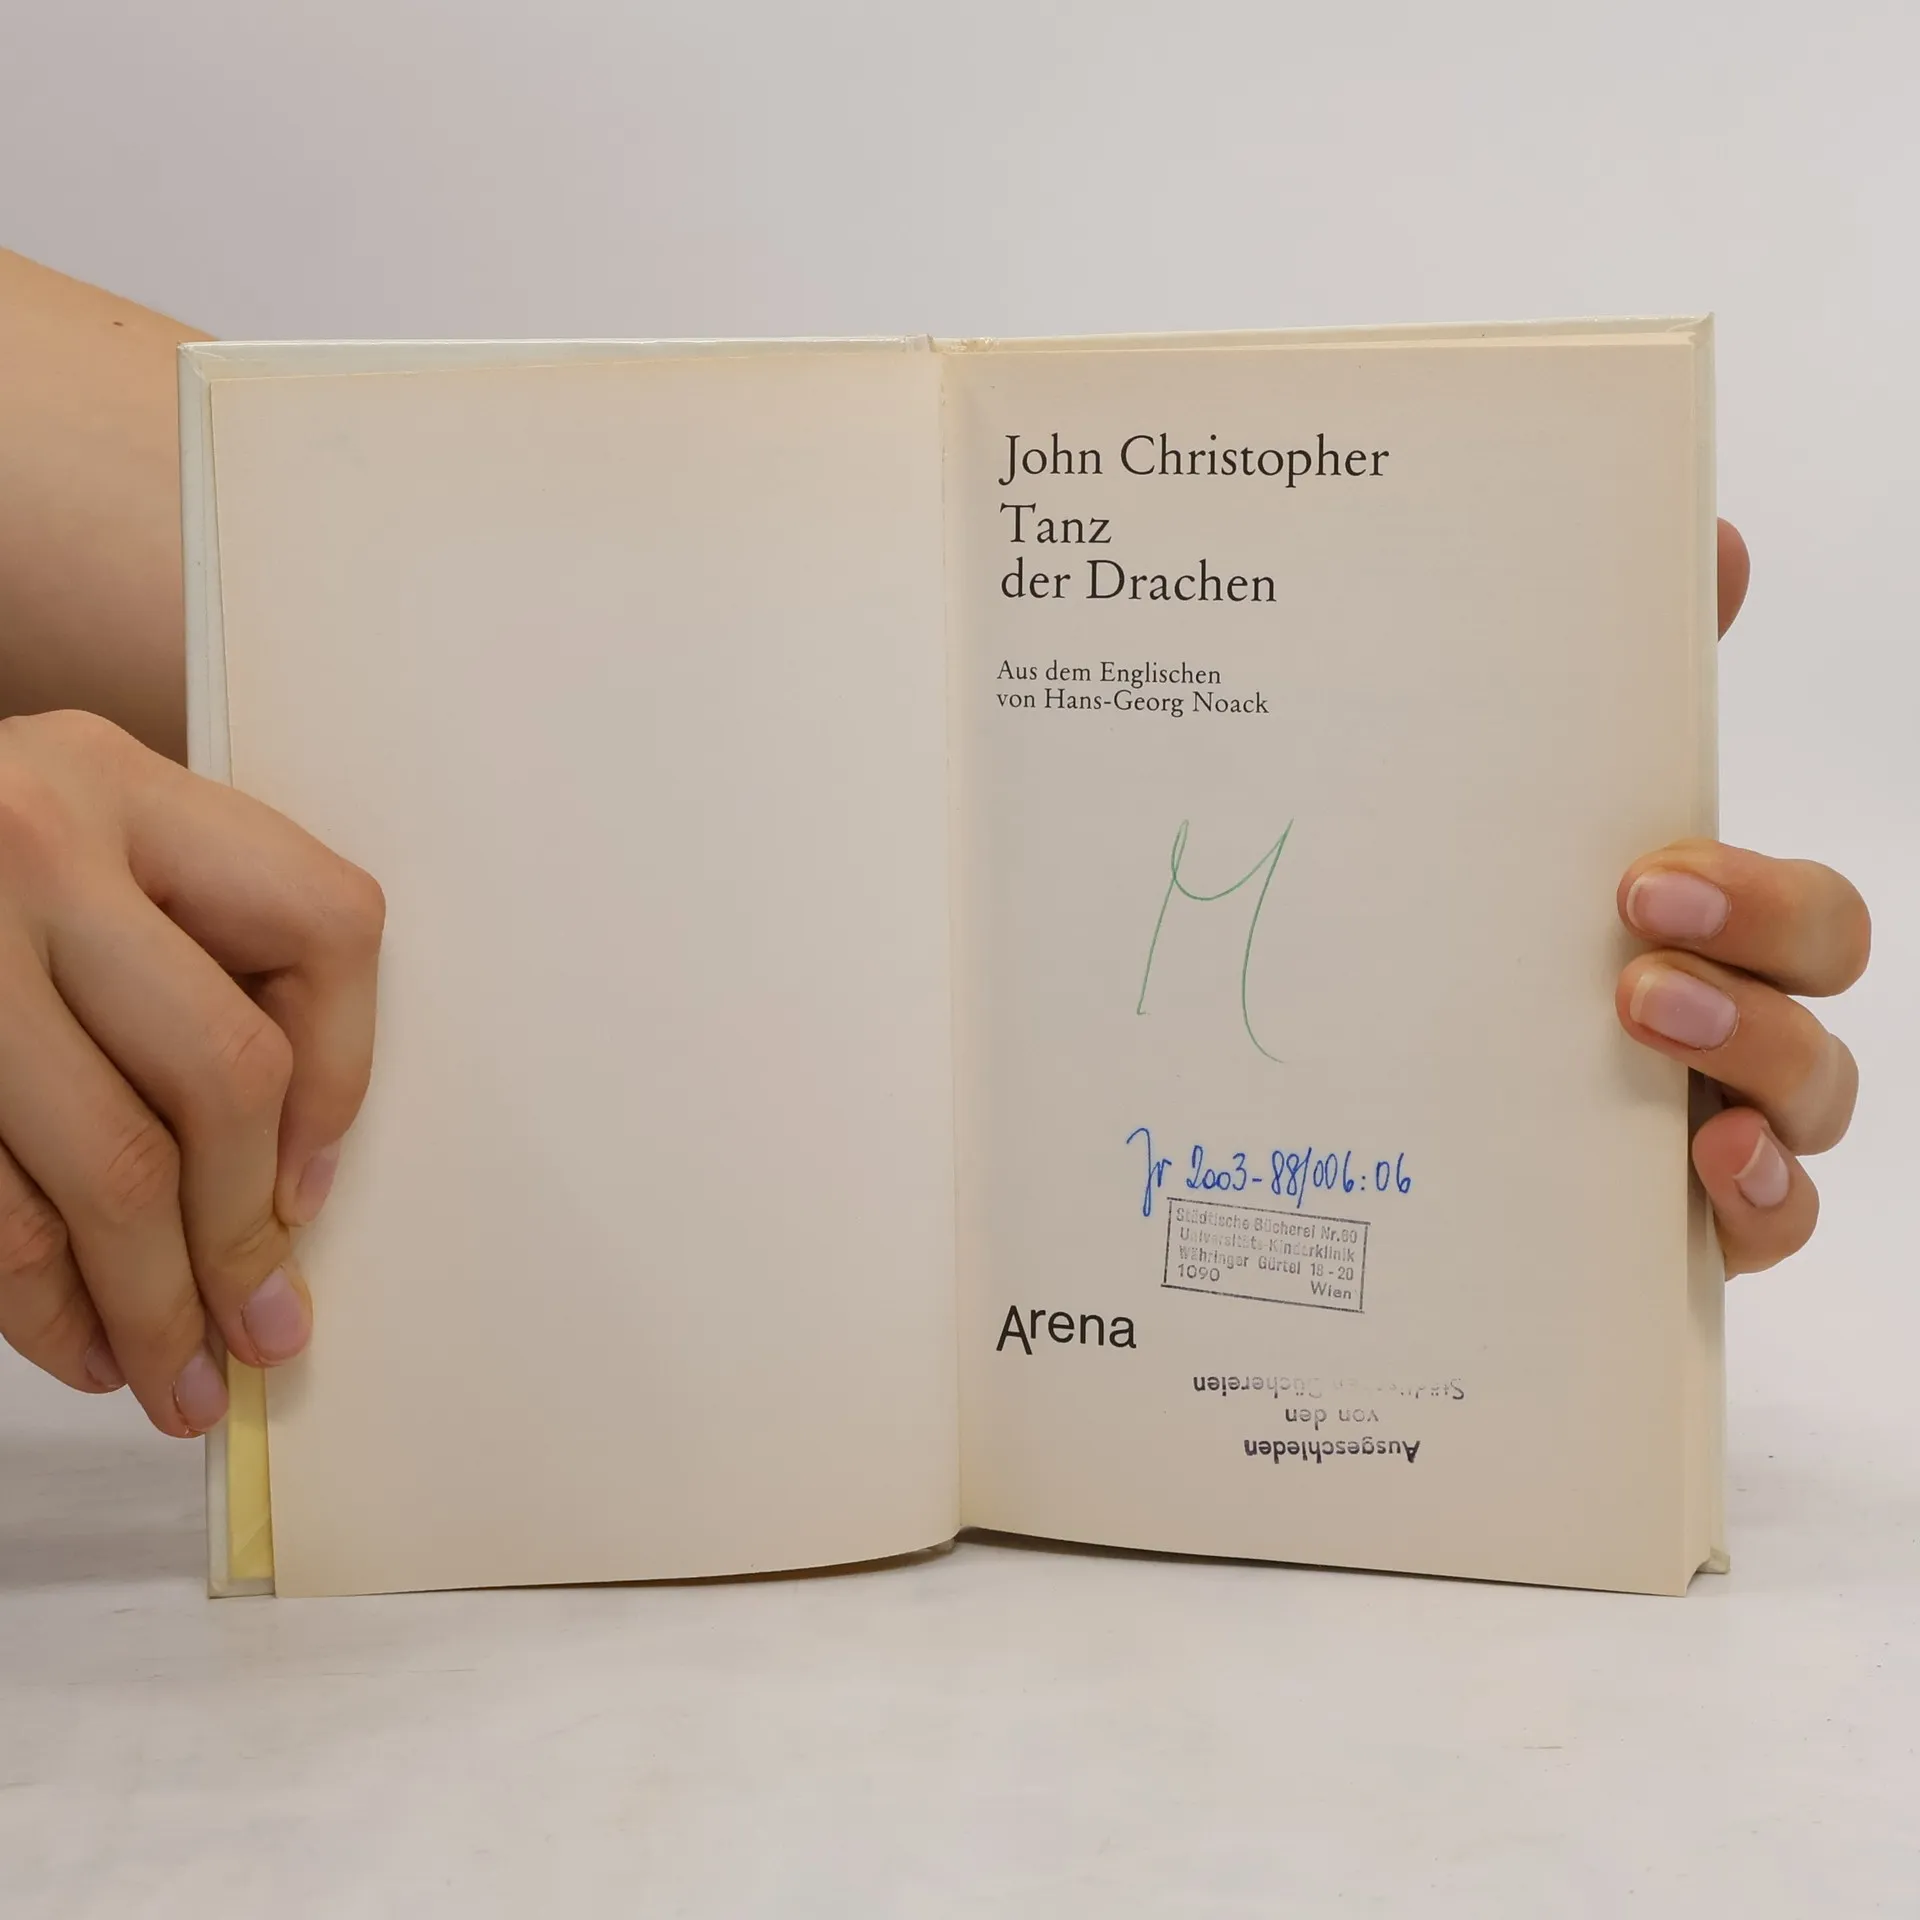 John Christopher
Tanz
der Drachen
Aus dem Englischen
von Hans-Georg Noack
M
Jr 2003-88/006:06
Städtische Bücherei Nr.60
Universitäts-Kinderklinik
Währinger Gürtel 18-20
1090 Wien
Arena
Ausgeschieden
von den
Städtischen Büchereien